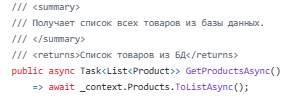 /// <summary>
/// Получает список всех товаров из базы данных.
/// </summary>
/// <returns>Список товаров из БД</returns>
public async Task<List<Product>> GetProductsAsync()
=> await _context.Products.ToListAsync();